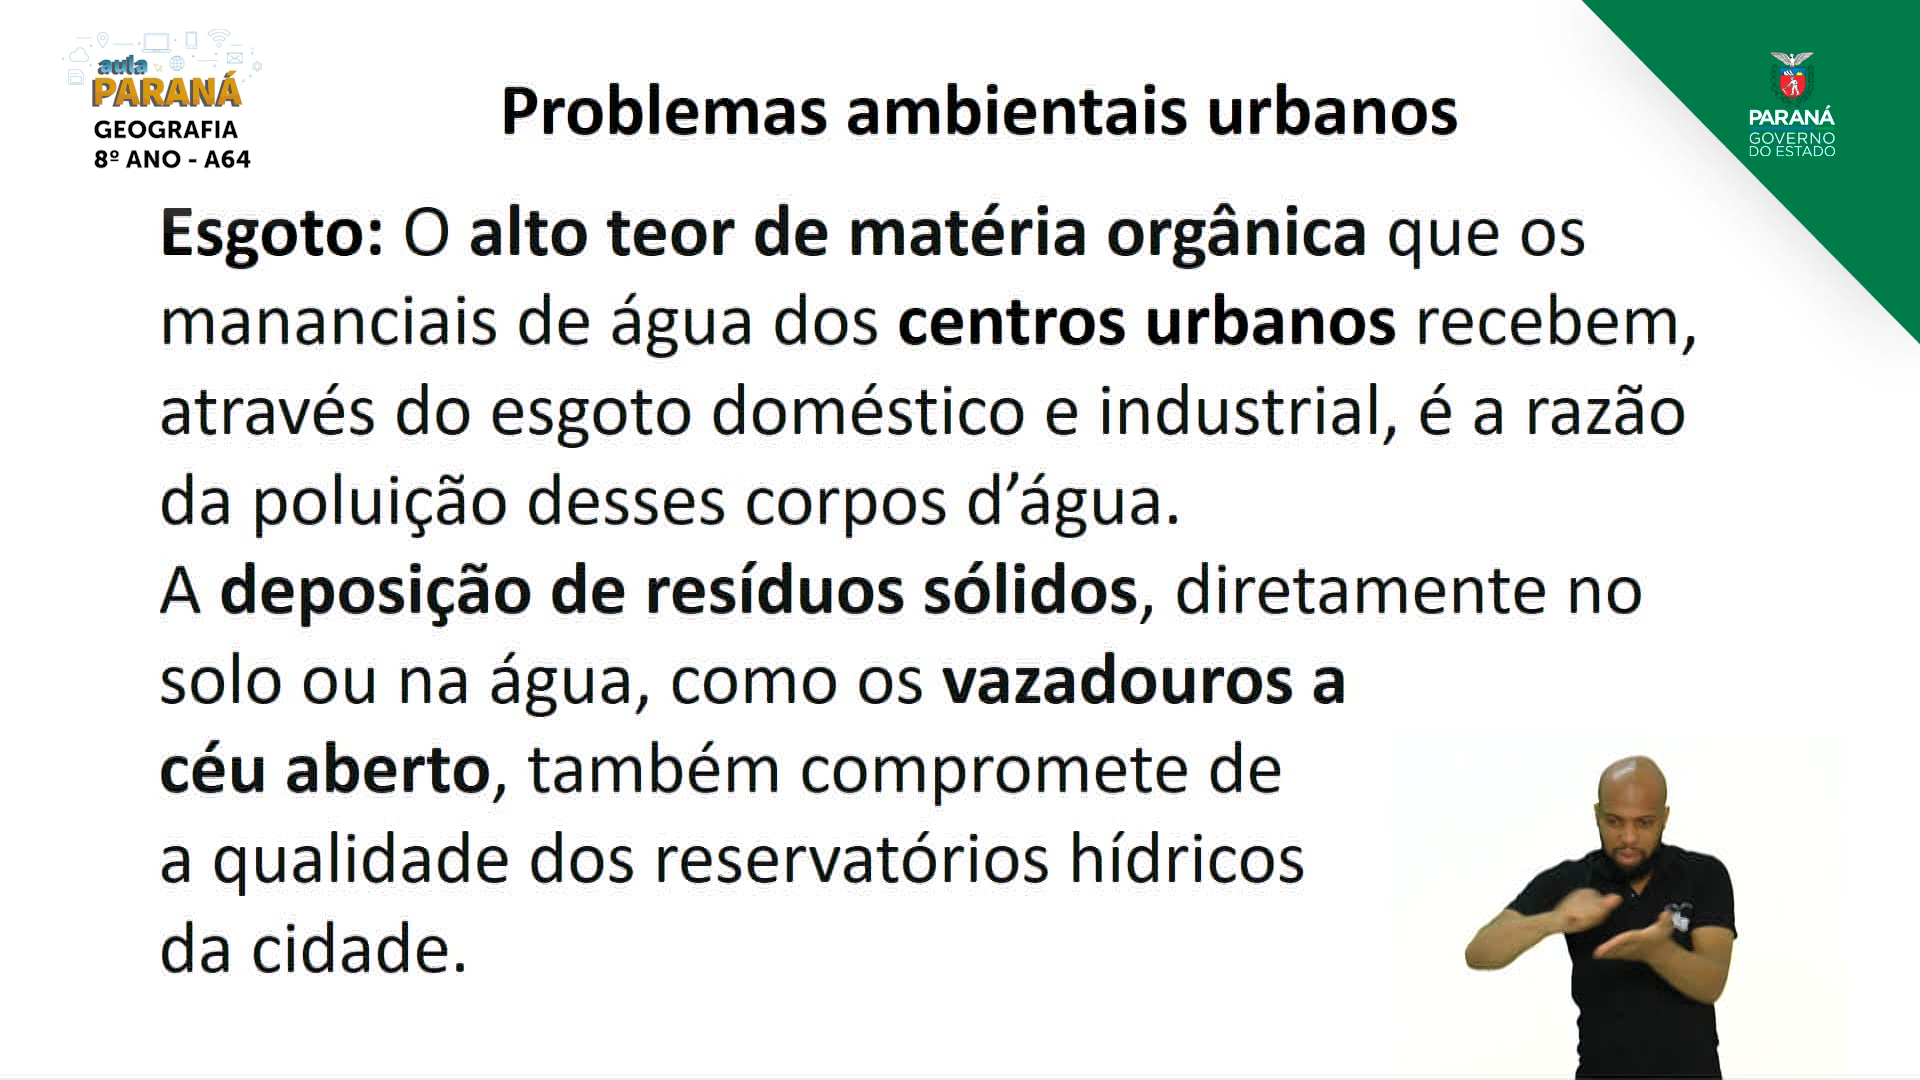 aula
PARANÁ
GEOGRAFIA
8º ANO - A64
Problemas ambientais urbanos
PARANÁ
GOVERNO
DO ESTADO
Esgoto: O alto teor de matéria orgânica que os
mananciais de água dos centros urbanos recebem,
através do esgoto doméstico e industrial, é a razão
da poluição desses corpos d’água.
A deposição de resíduos sólidos, diretamente no
solo ou na água, como os vazadouros a
céu aberto, também compromete de
a qualidade dos reservatórios hídricos
da cidade.